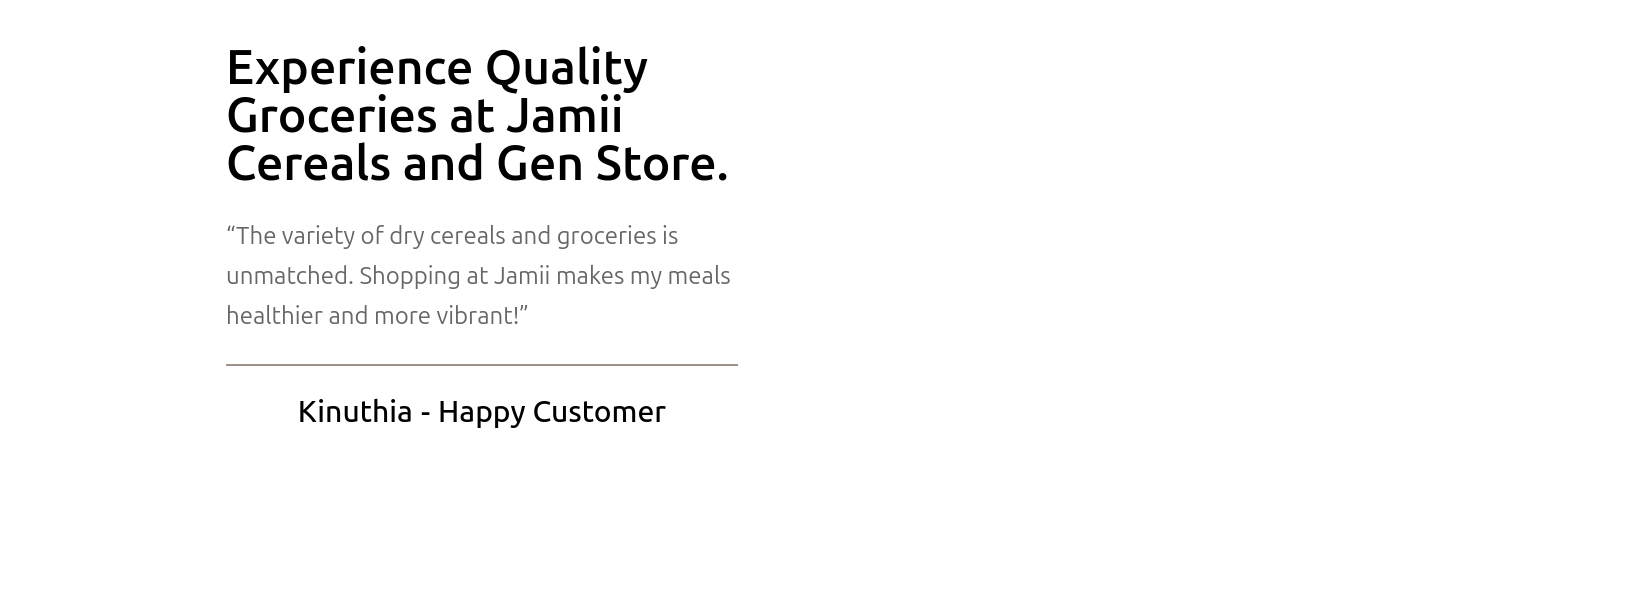 Experience Quality
Groceries at Jamii
Cereals and Gen Store.
“The variety of dry cereals and groceries is
unmatched. Shopping at Jamii makes my meals
healthier and more vibrant!”
Kinuthia - Happy Customer